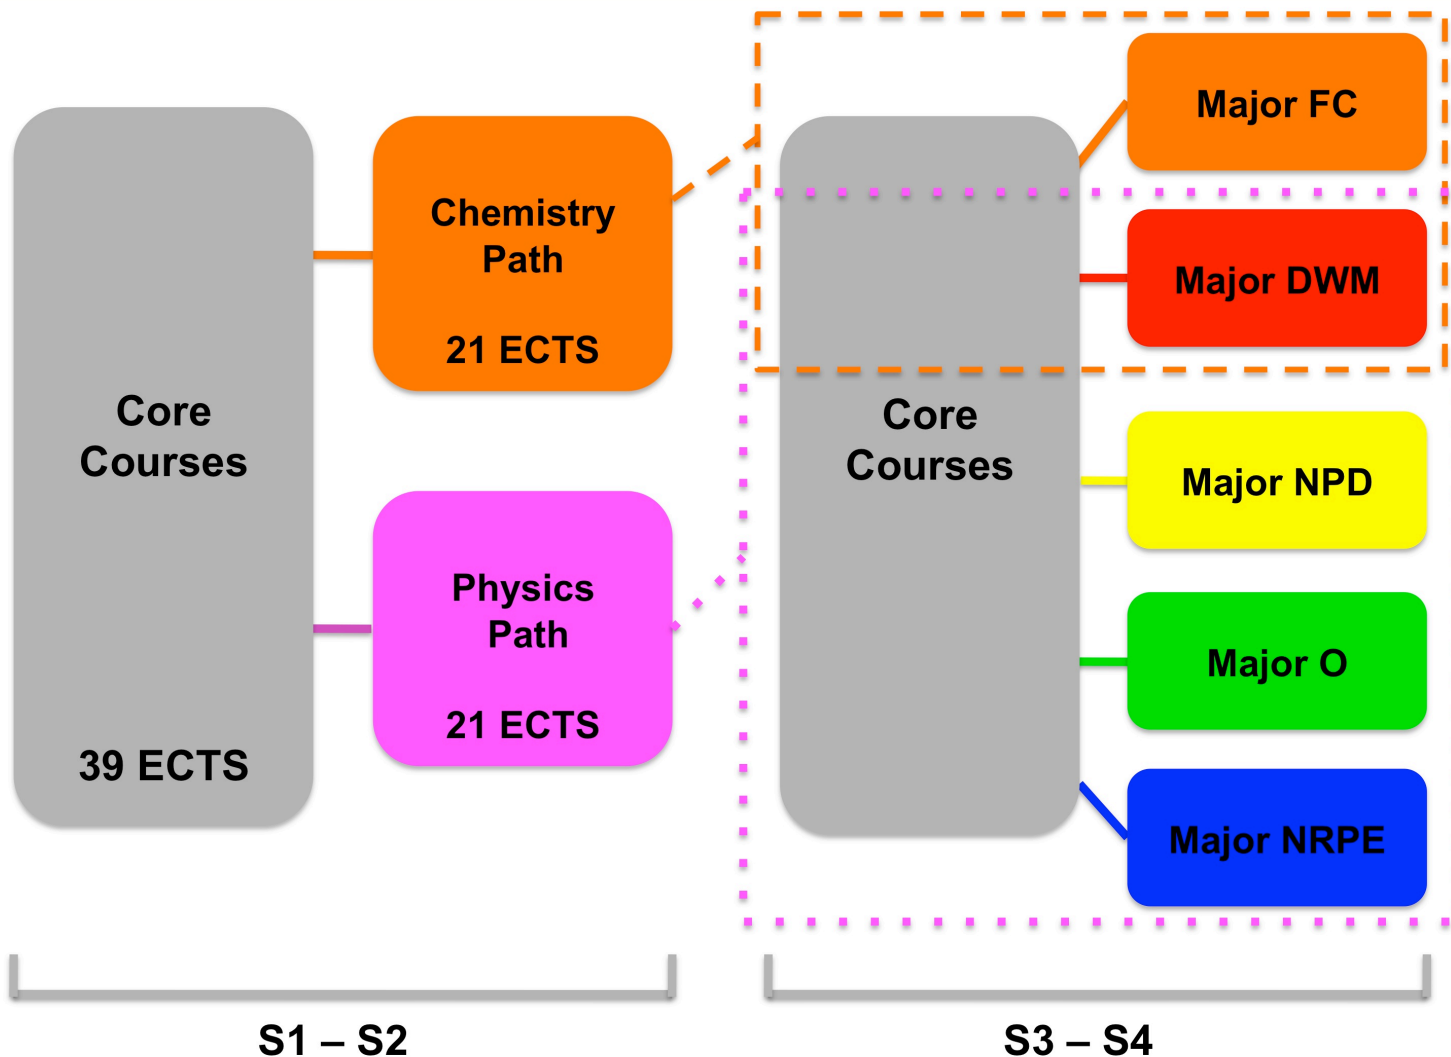 Core
Courses
39 ECTS
Chemistry
Path
21 ECTS
Physics
Path
21 ECTS
S1 – S2
Core
Courses
Major FC
Major DWM
Major NPD
Major O
Major NRPE
S3 – S4